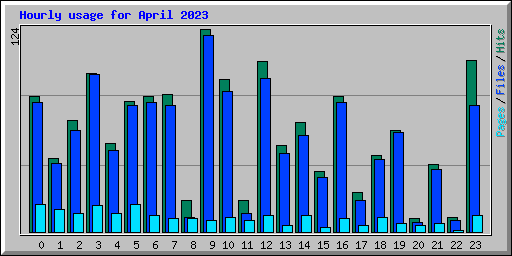 Hourly usage for April 2023
124
Pages/Files/Hits
0 1 2 3 4 5 6 7 8 9 10 11 12 13 14 15 16 17 18 19 20 21 22 23